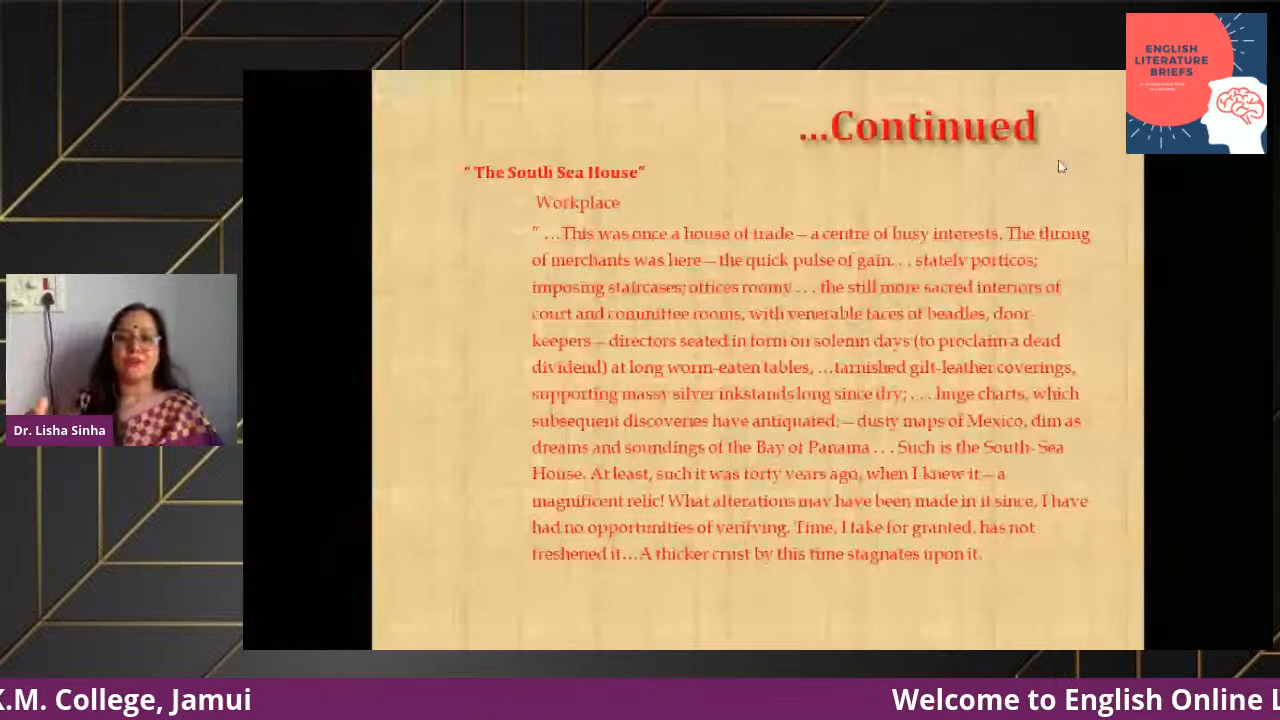 ENGLISH
LITERATURE
BRIEFS
...Continued
" The South Sea House"
Workplace
" ...This was once a house of trade—a centre of busy interests. The throng
of merchants was here—the quick pulse of gain. . . stately porticos;
imposing staircases; offices roomy . . . the still more sacred interiors of
court and committee rooms, with venerable faces of beadles, door-
keepers—directors seated in form on solemn days (to proclaim a dead
dividend) at long worm-eaten tables, ...tarnished gilt-leather coverings,
supporting massy silver inkstands long since dry; . . . huge charts, which
subsequent discoveries have antiquated;—dusty maps of Mexico, dim as
dreams and soundings of the Bay of Panama . . . Such is the South-Sea
House. At least, such it was forty years ago, when I knew it—a
magnificent relic! What alterations may have been made in it since, I have
had no opportunities of verifying. Time, I take for granted, has not
freshened it...A thicker crust by this time stagnates upon it.
Dr. Lisha Sinha
K.M. College, Jamui
Welcome to English Online L